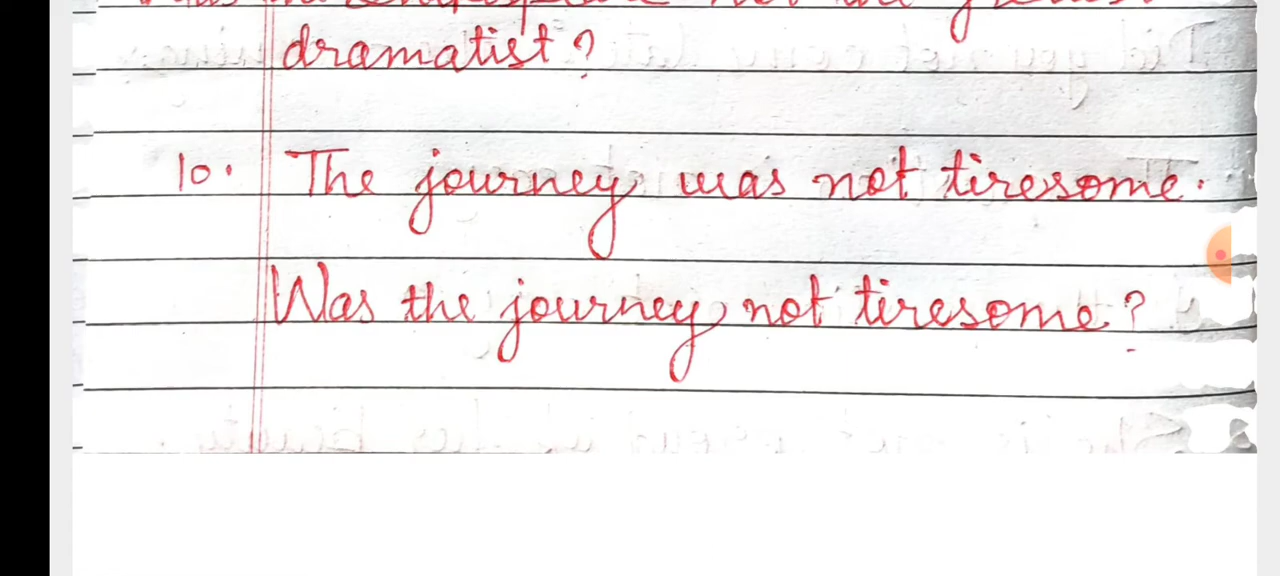 dramatist?
10. The journey was not tiresome.
Was the journey not tiresome?